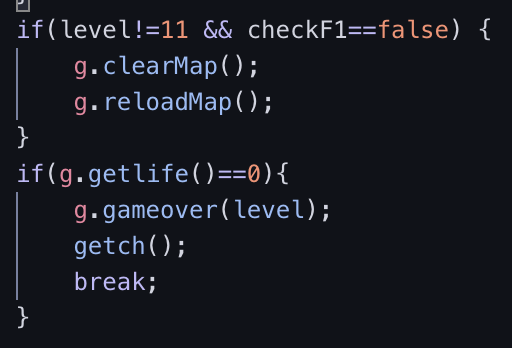 }
if(level!=11 && checkF1==false) {
    g.clearMap();
    g.reloadMap();
}
if(g.getlife()==0){
    g.gameover(level);
    getch();
    break;
}